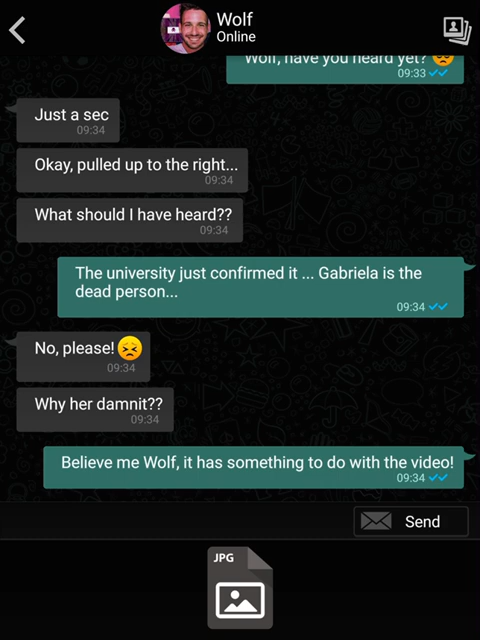 Wolf
Online
Wolf, have you heard yet?
09:33
Just a sec
09:34
Okay, pulled up to the right...
09:34
What should I have heard??
09:34
The university just confirmed it ... Gabriela is the
dead person...
09:34
No, please!
09:34
Why her damnit??
09:34
Believe me Wolf, it has something to do with the video!
09:34
Send
JPG